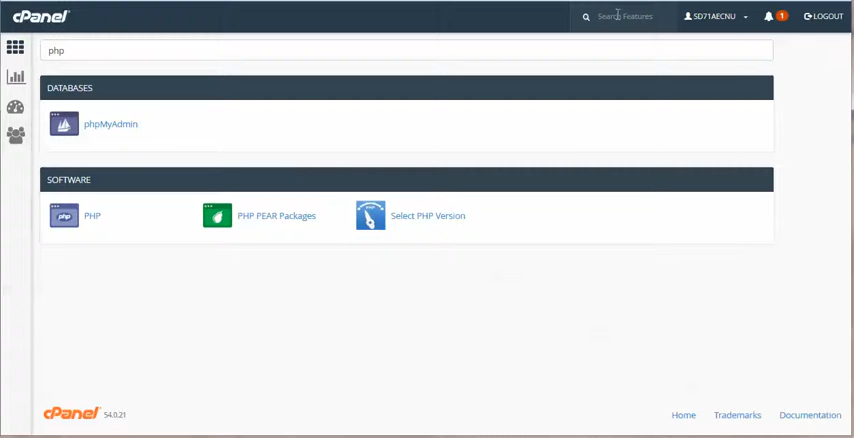 cPanel
Search Features
SD71AECNU
1
LOGOUT
php
DATABASES
phpMyAdmin
SOFTWARE
php PHP
PHP PEAR Packages
Select PHP Version
cPanel 54.0.21
Home Trademarks Documentation